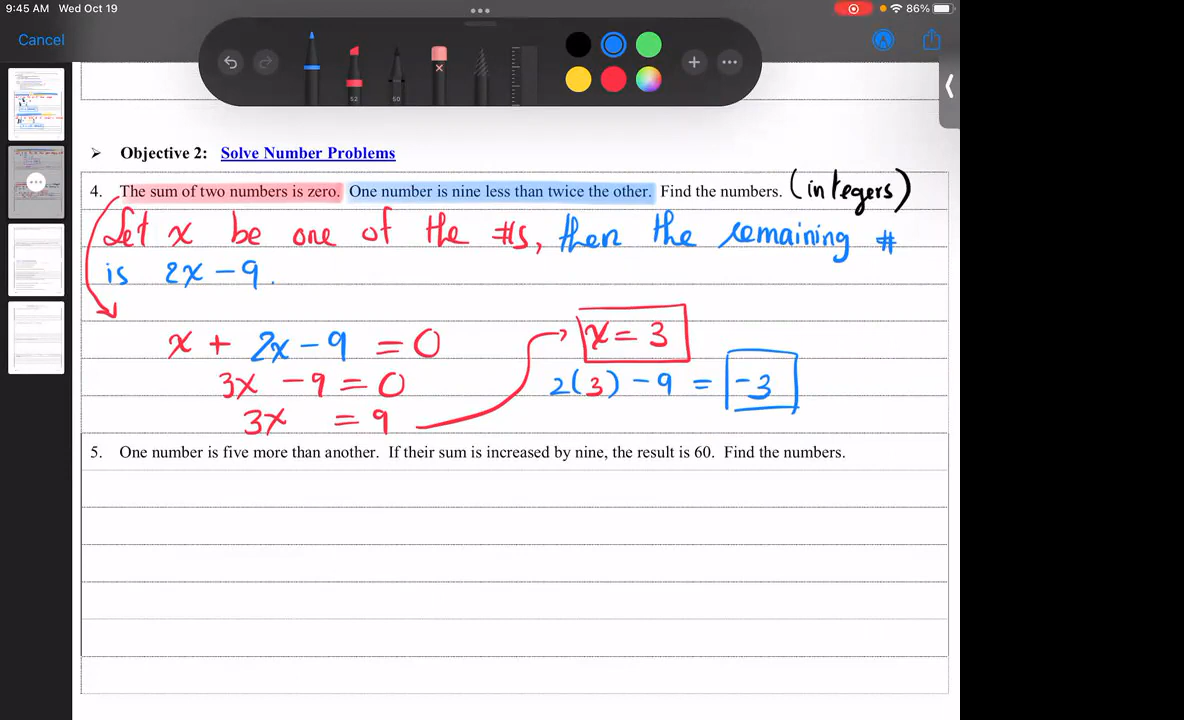 9:45 AM Wed Oct 19
86%
Cancel
52
50
➤ Objective 2: Solve Number Problems
4. The sum of two numbers is zero. One number is nine less than twice the other. Find the numbers. (integers)
Let x be one of the #s, then the remaining #
is 2x - 9.
x + 2x - 9 = 0
x = 3
3x - 9 = 0
2(3) - 9 = -3
3x = 9
5. One number is five more than another. If their sum is increased by nine, the result is 60. Find the numbers.